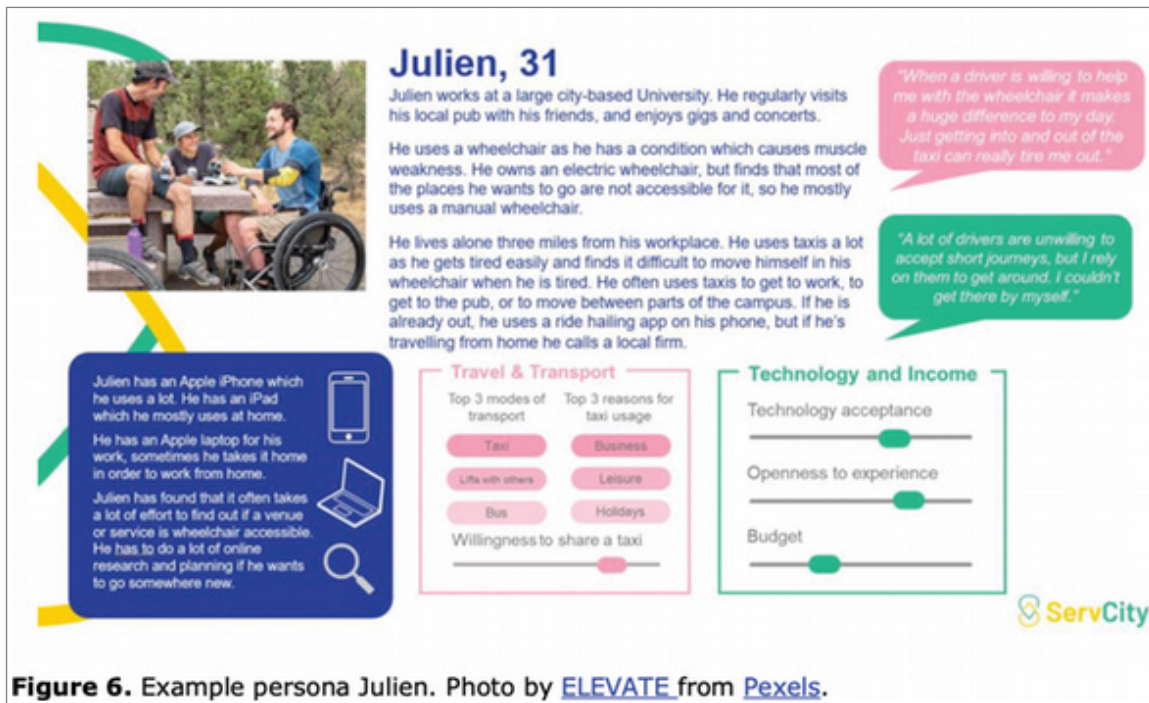 Julien, 31
Julien works at a large city-based University. He regularly visits
his local pub with his friends, and enjoys gigs and concerts.
He uses a wheelchair as he has a condition which causes muscle
weakness. He owns an electric wheelchair, but finds that most of
the places he wants to go are not accessible for it, so he mostly
uses a manual wheelchair.
He lives alone three miles from his workplace. He uses taxis a lot
as he gets tired easily and finds it difficult to move himself in his
wheelchair when he is tired. He often uses taxis to get to work, to
get to the pub, or to move between parts of the campus. If he is
already out, he uses a ride hailing app on his phone, but if he's
travelling from home he calls a local firm.
"When a driver is willing to help
me with the wheelchair it makes
a huge difference to my day.
Just getting into and out of the
taxi can really tire me out."
"A lot of drivers are unwilling to
accept short journeys, but I rely
on them to get around. I couldn't
get there by myself."
Julien has an Apple iPhone which
he uses a lot. He has an iPad
which he mostly uses at home.
He has an Apple laptop for his
work, sometimes he takes it home
in order to work from home.
Julien has found that it often takes
a lot of effort to find out if a venue
or service is wheelchair accessible.
He has to do a lot of online
research and planning if he wants
to go somewhere new.
Travel & Transport
Top 3 modes of
transport
Taxi
Lifts with others
Bus
Top 3 reasons for
taxi usage
Business
Leisure
Holidays
Willingness to share a taxi
Technology and Income
Technology acceptance
Openness to experience
Budget
ServCity
Figure 6. Example persona Julien. Photo by ELEVATE from Pexels.